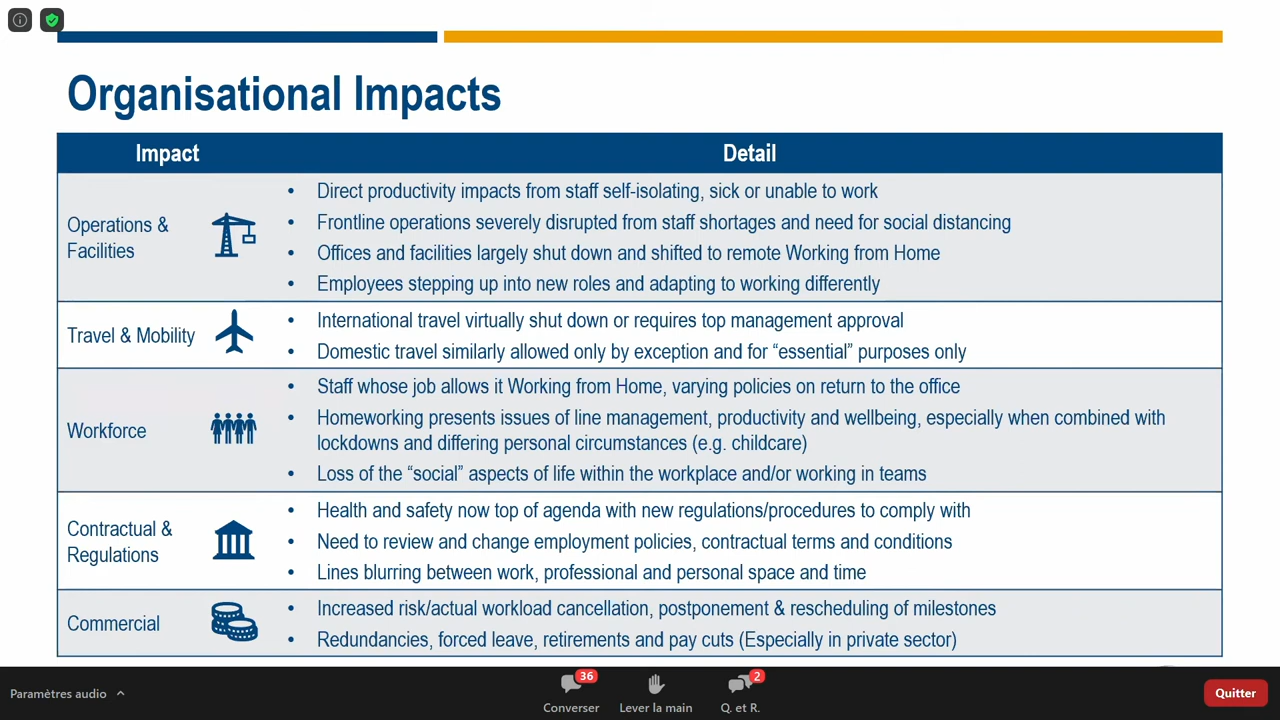 Organisational Impacts
Impact
Detail
Operations &
Facilities
• Direct productivity impacts from staff self-isolating, sick or unable to work
• Frontline operations severely disrupted from staff shortages and need for social distancing
• Offices and facilities largely shut down and shifted to remote Working from Home
• Employees stepping up into new roles and adapting to working differently
Travel & Mobility
• International travel virtually shut down or requires top management approval
• Domestic travel similarly allowed only by exception and for “essential” purposes only
Workforce
• Staff whose job allows it Working from Home, varying policies on return to the office
• Homeworking presents issues of line management, productivity and wellbeing, especially when combined with
lockdowns and differing personal circumstances (e.g. childcare)
• Loss of the “social” aspects of life within the workplace and/or working in teams
Contractual &
Regulations
• Health and safety now top of agenda with new regulations/procedures to comply with
• Need to review and change employment policies, contractual terms and conditions
• Lines blurring between work, professional and personal space and time
Commercial
• Increased risk/actual workload cancellation, postponement & rescheduling of milestones
• Redundancies, forced leave, retirements and pay cuts (Especially in private sector)
Paramètres audio
36
Converser
Lever la main
2
Q. et R.
Quitter